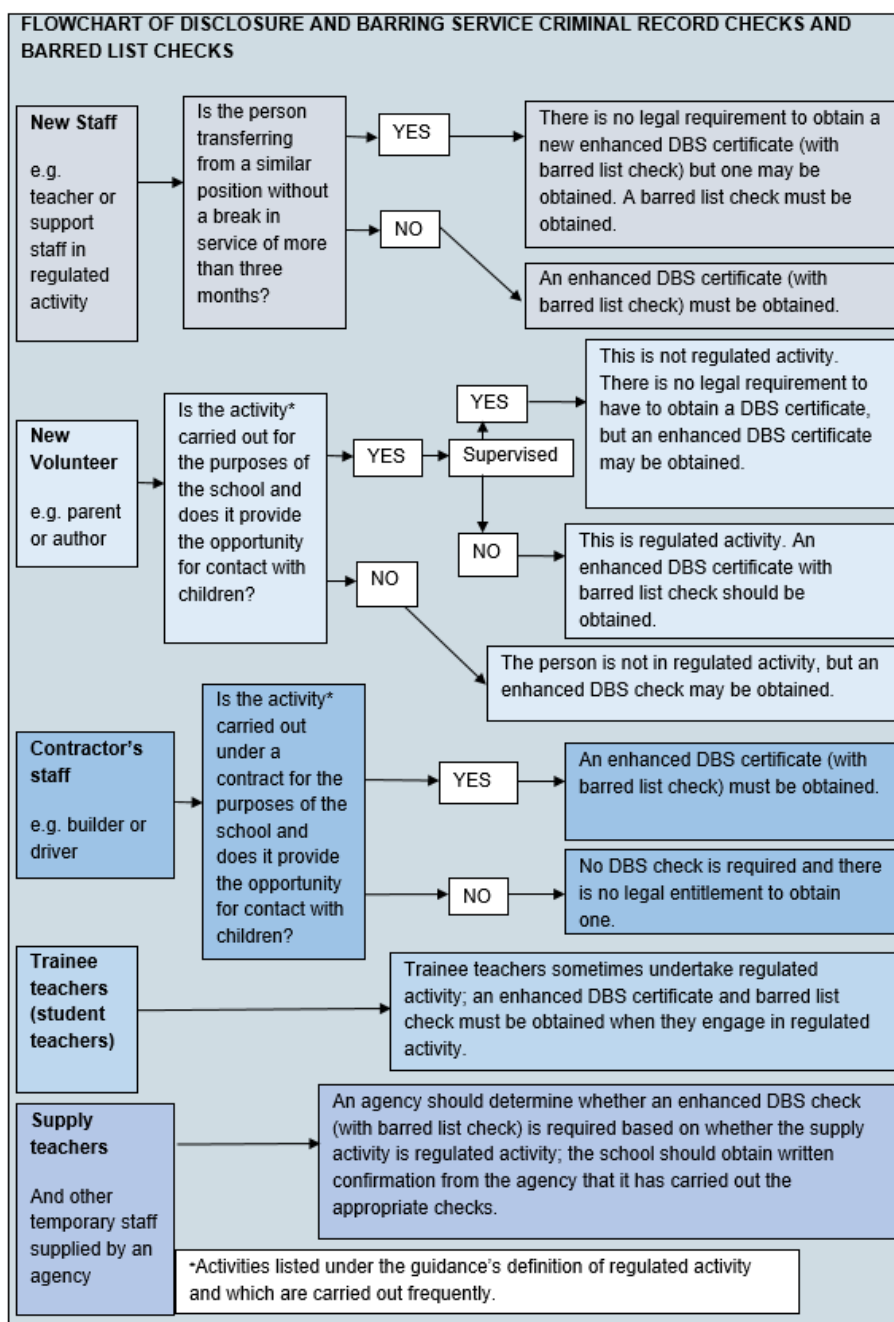 FLOWCHART OF DISCLOSURE AND BARRING SERVICE CRIMINAL RECORD CHECKS AND
BARRED LIST CHECKS
New Staff
e.g.
teacher or
support
staff in
regulated
activity
Is the person
transferring
from a similar
position without
a break in
service of more
than three
months?
YES
There is no legal requirement to obtain a
new enhanced DBS certificate (with
barred list check) but one may be
obtained. A barred list check must be
obtained.
NO
An enhanced DBS certificate (with
barred list check) must be obtained.
New
Volunteer
e.g. parent
or author
Is the activity*
carried out for
the purposes of
the school and
does it provide
the opportunity
for contact with
children?
YES
Supervised
YES
This is not regulated activity.
There is no legal requirement to
have to obtain a DBS certificate,
but an enhanced DBS certificate
may be obtained.
NO
This is regulated activity. An
enhanced DBS certificate with
barred list check should be
obtained.
NO
The person is not in regulated activity, but an
enhanced DBS check may be obtained.
Contractor's
staff
e.g. builder or
driver
Is the activity*
carried out
under a
contract for the
purposes of the
school and
does it provide
the opportunity
for contact with
children?
YES
An enhanced DBS certificate (with
barred list check) must be obtained.
NO
No DBS check is required and there
is no legal entitlement to obtain
one.
Trainee
teachers
(student
teachers)
Trainee teachers sometimes undertake regulated
activity; an enhanced DBS certificate and barred list
check must be obtained when they engage in regulated
activity.
Supply
teachers
And other
temporary staff
supplied by an
agency
An agency should determine whether an enhanced DBS check
(with barred list check) is required based on whether the supply
activity is regulated activity; the school should obtain written
confirmation from the agency that it has carried out the
appropriate checks.
*Activities listed under the guidance's definition of regulated activity
and which are carried out frequently.